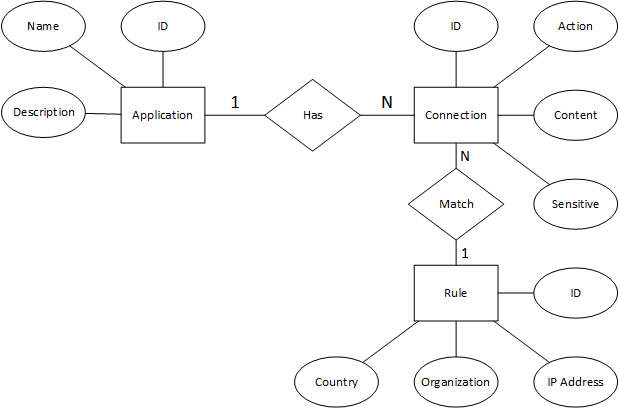 Name
ID
ID
Action
Description
Application
1
Has
N
Connection
Content
N
Match
Sensitive
1
Rule
ID
Country
Organization
IP Address